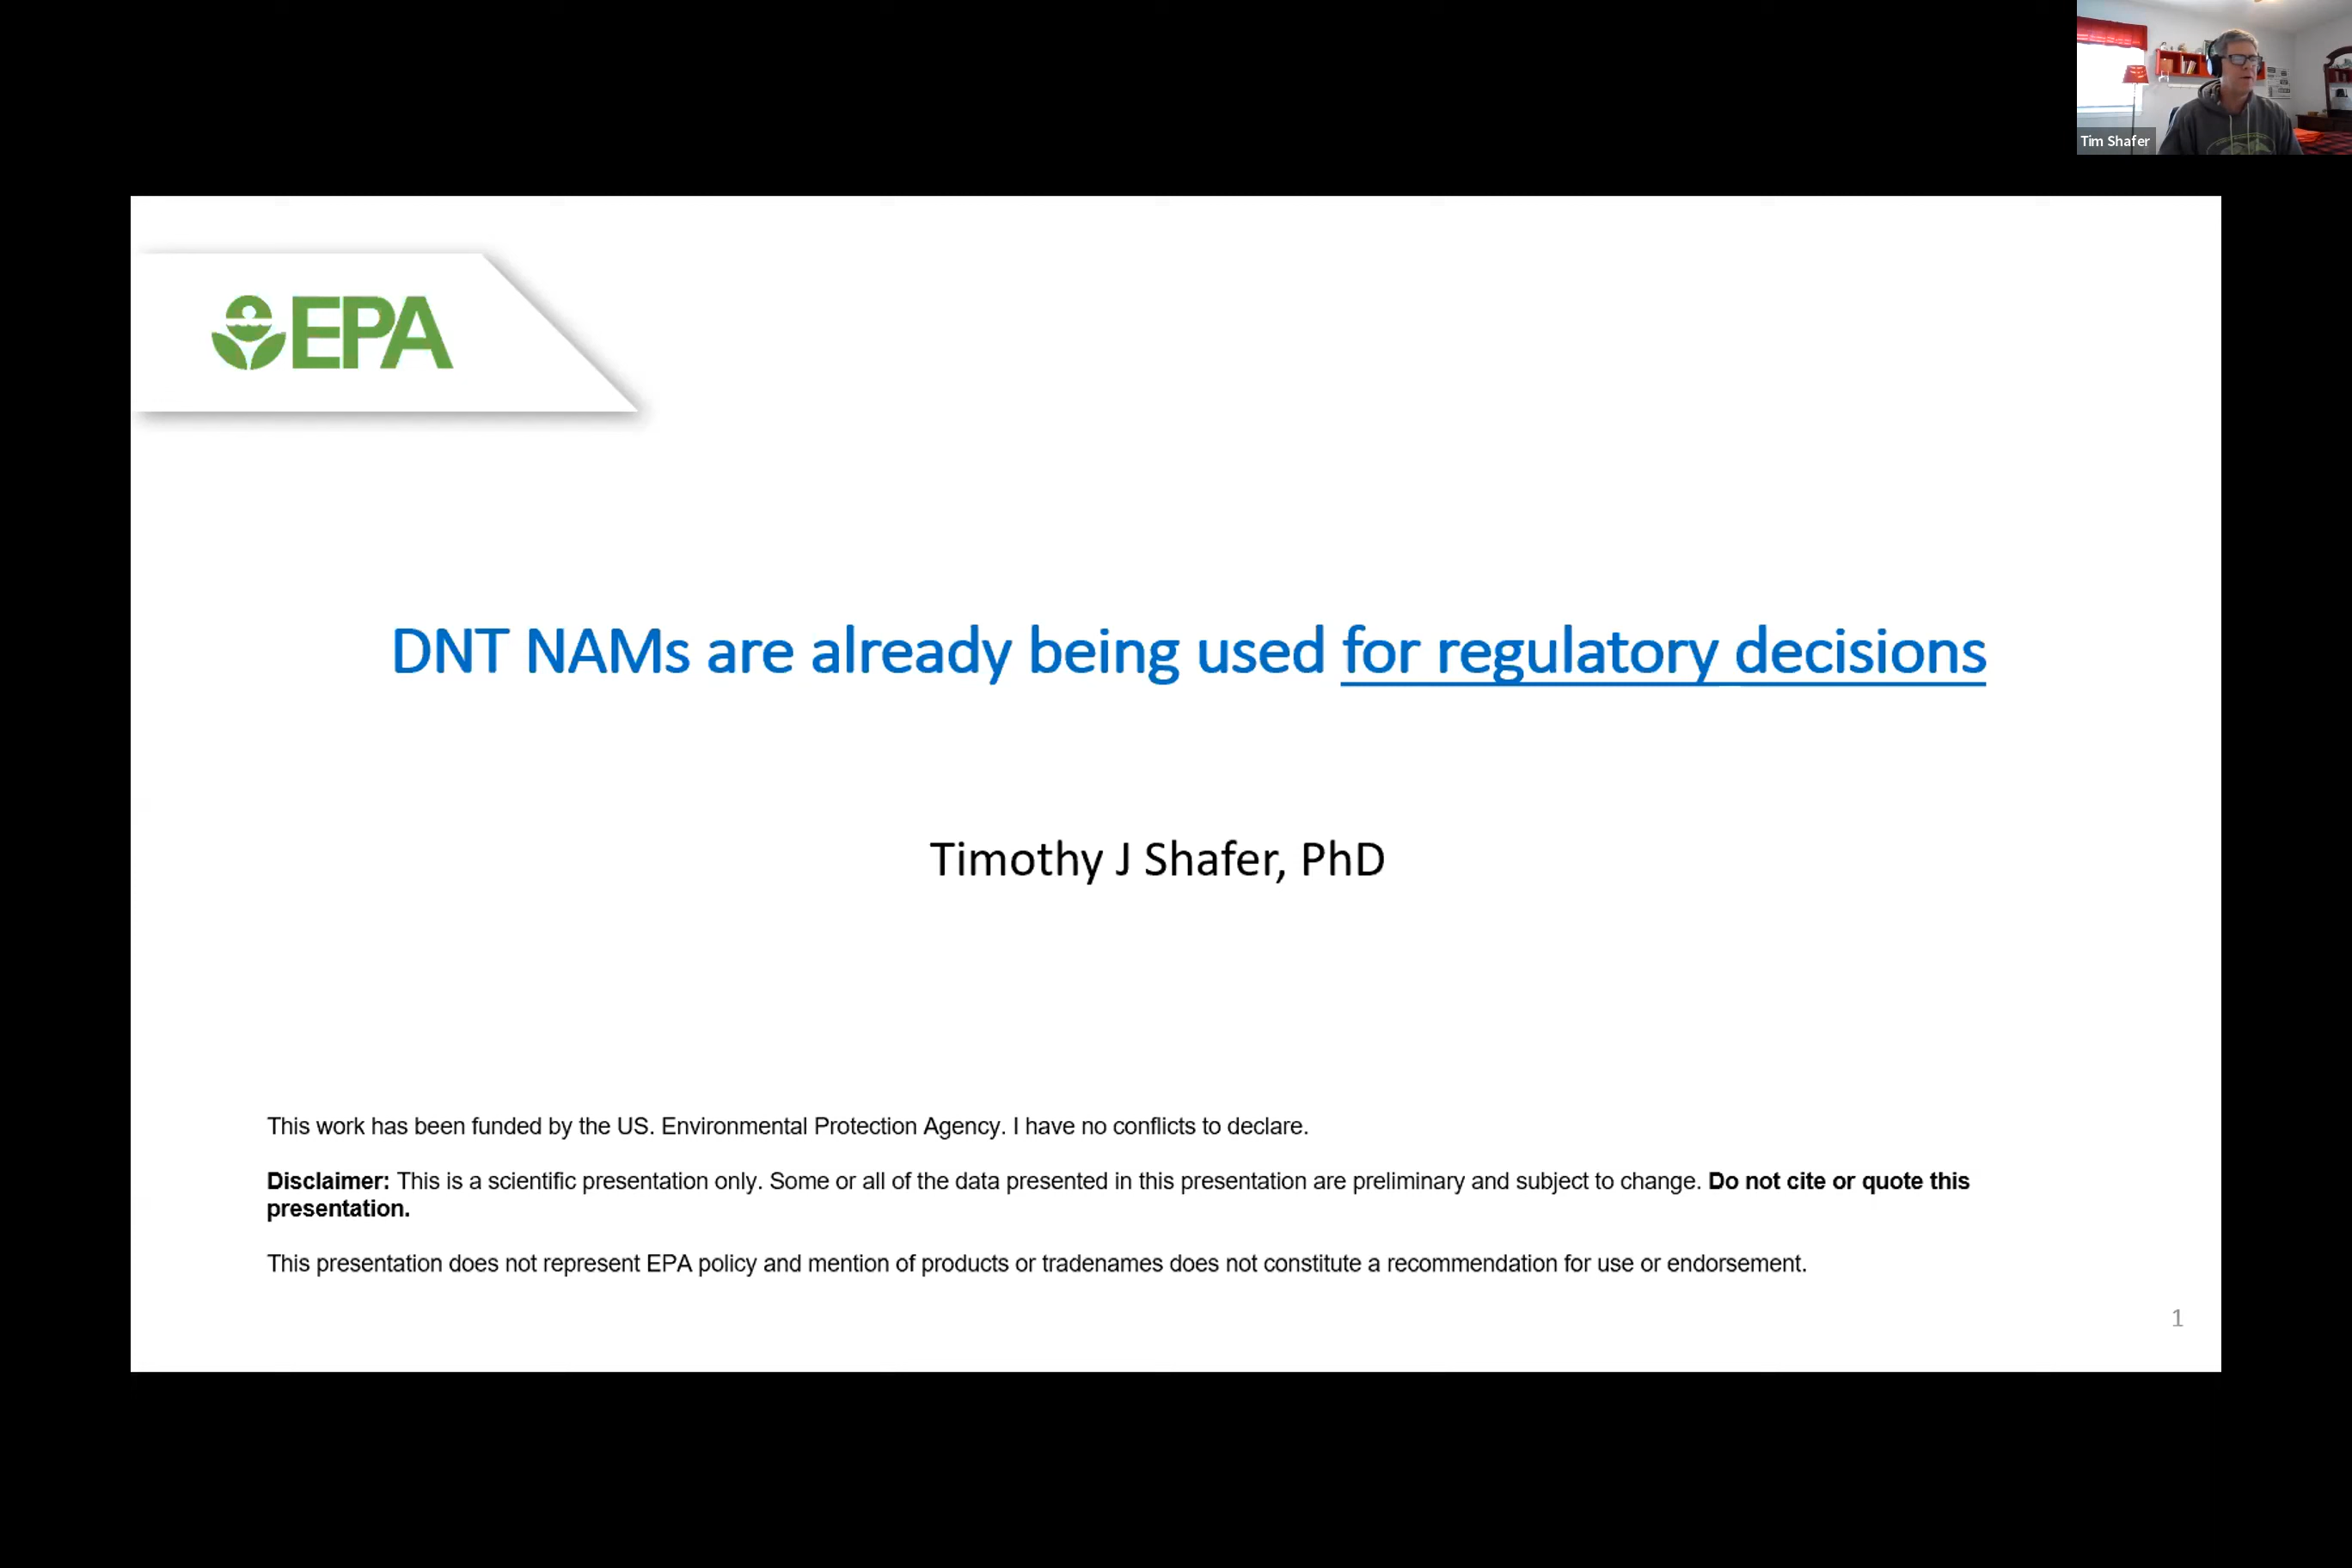 Tim Shafer
EPA
DNT NAMs are already being used for regulatory decisions
Timothy J Shafer, PhD
This work has been funded by the US. Environmental Protection Agency. I have no conflicts to declare.
Disclaimer: This is a scientific presentation only. Some or all of the data presented in this presentation are preliminary and subject to change. Do not cite or quote this
presentation.
This presentation does not represent EPA policy and mention of products or tradenames does not constitute a recommendation for use or endorsement.
1